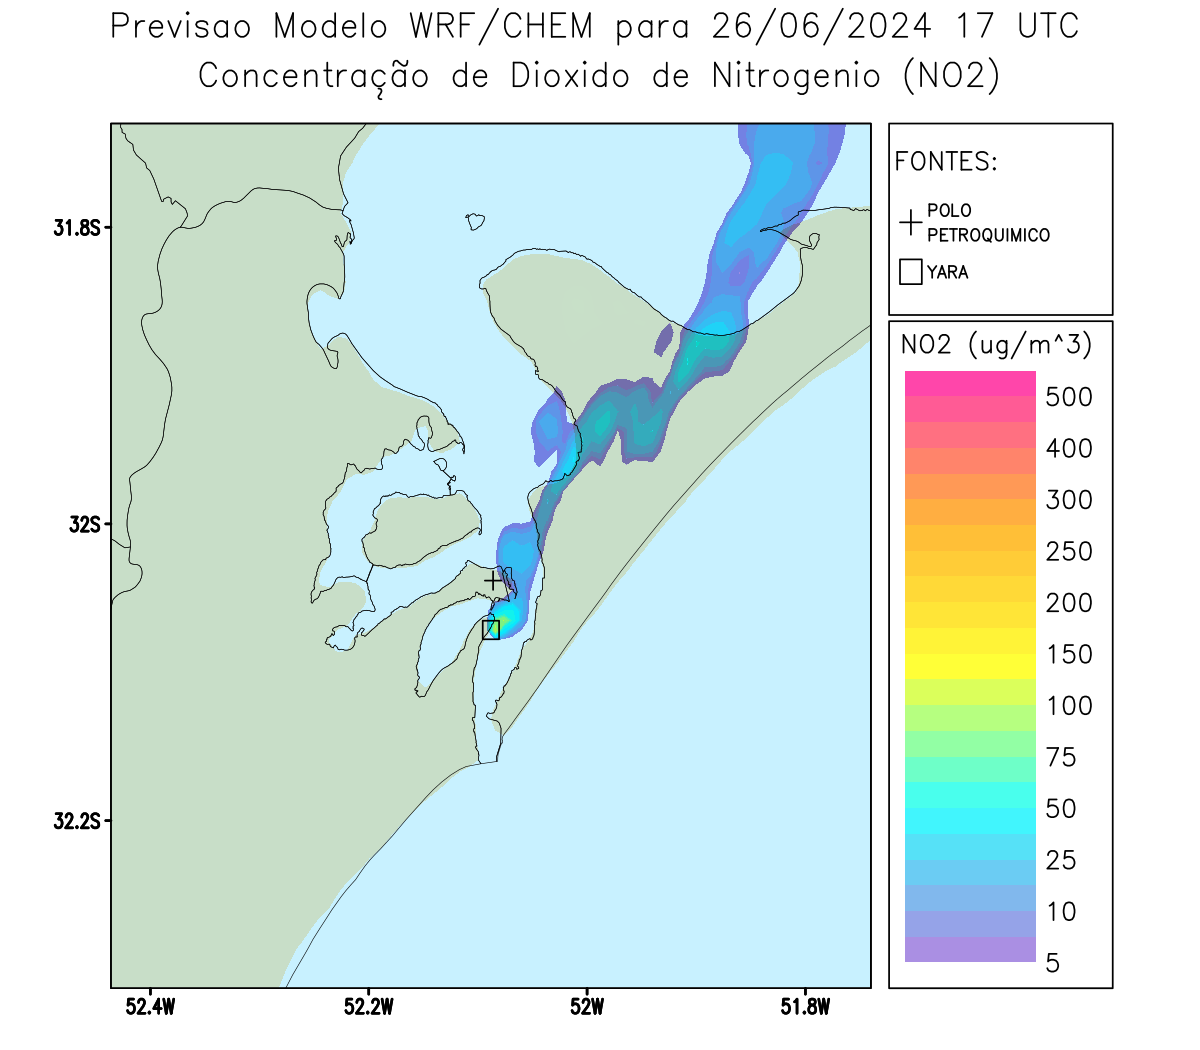 Previsao Modelo WRF/CHEM para 26/06/2024 17 UTC
Concentração de Dioxido de Nitrogenio (NO2)
FONTES:
POLO
PETROQUIMICO
YARA
NO2 (ug/m^3)
500
400
300
250
200
150
100
75
50
25
10
5
31.8S
32S
32.2S
52.4W
52.2W
52W
51.8W